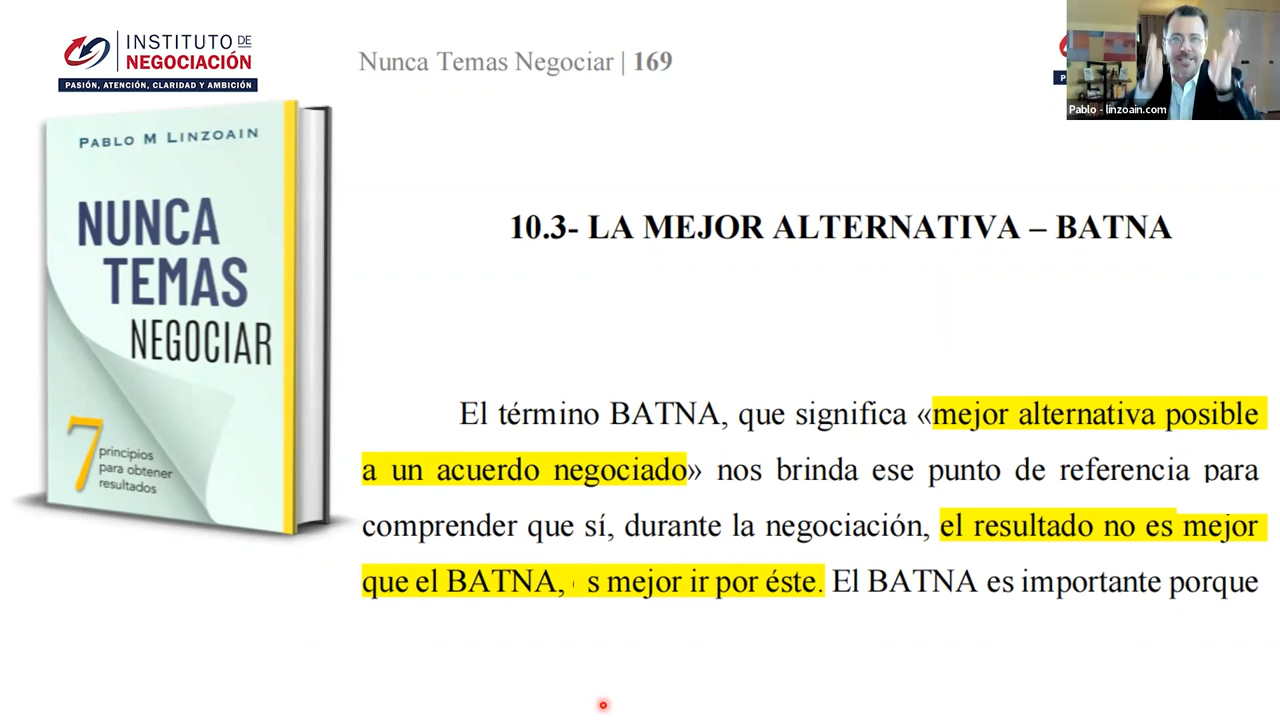 INSTITUTO DE
NEGOCIACIÓN
PASIÓN, ATENCIÓN, CLARIDAD Y AMBICIÓN
Nunca Temas Negociar | 169
Pablo - linzoain.com
PABLO M LINZOAIN
NUNCA
TEMAS
NEGOCIAR
7 principios
para obtener
resultados
10.3- LA MEJOR ALTERNATIVA – BATNA
El término BATNA, que significa «mejor alternativa posible
a un acuerdo negociado» nos brinda ese punto de referencia para
comprender que sí, durante la negociación, el resultado no es mejor
que el BATNA, s mejor ir por éste. El BATNA es importante porque